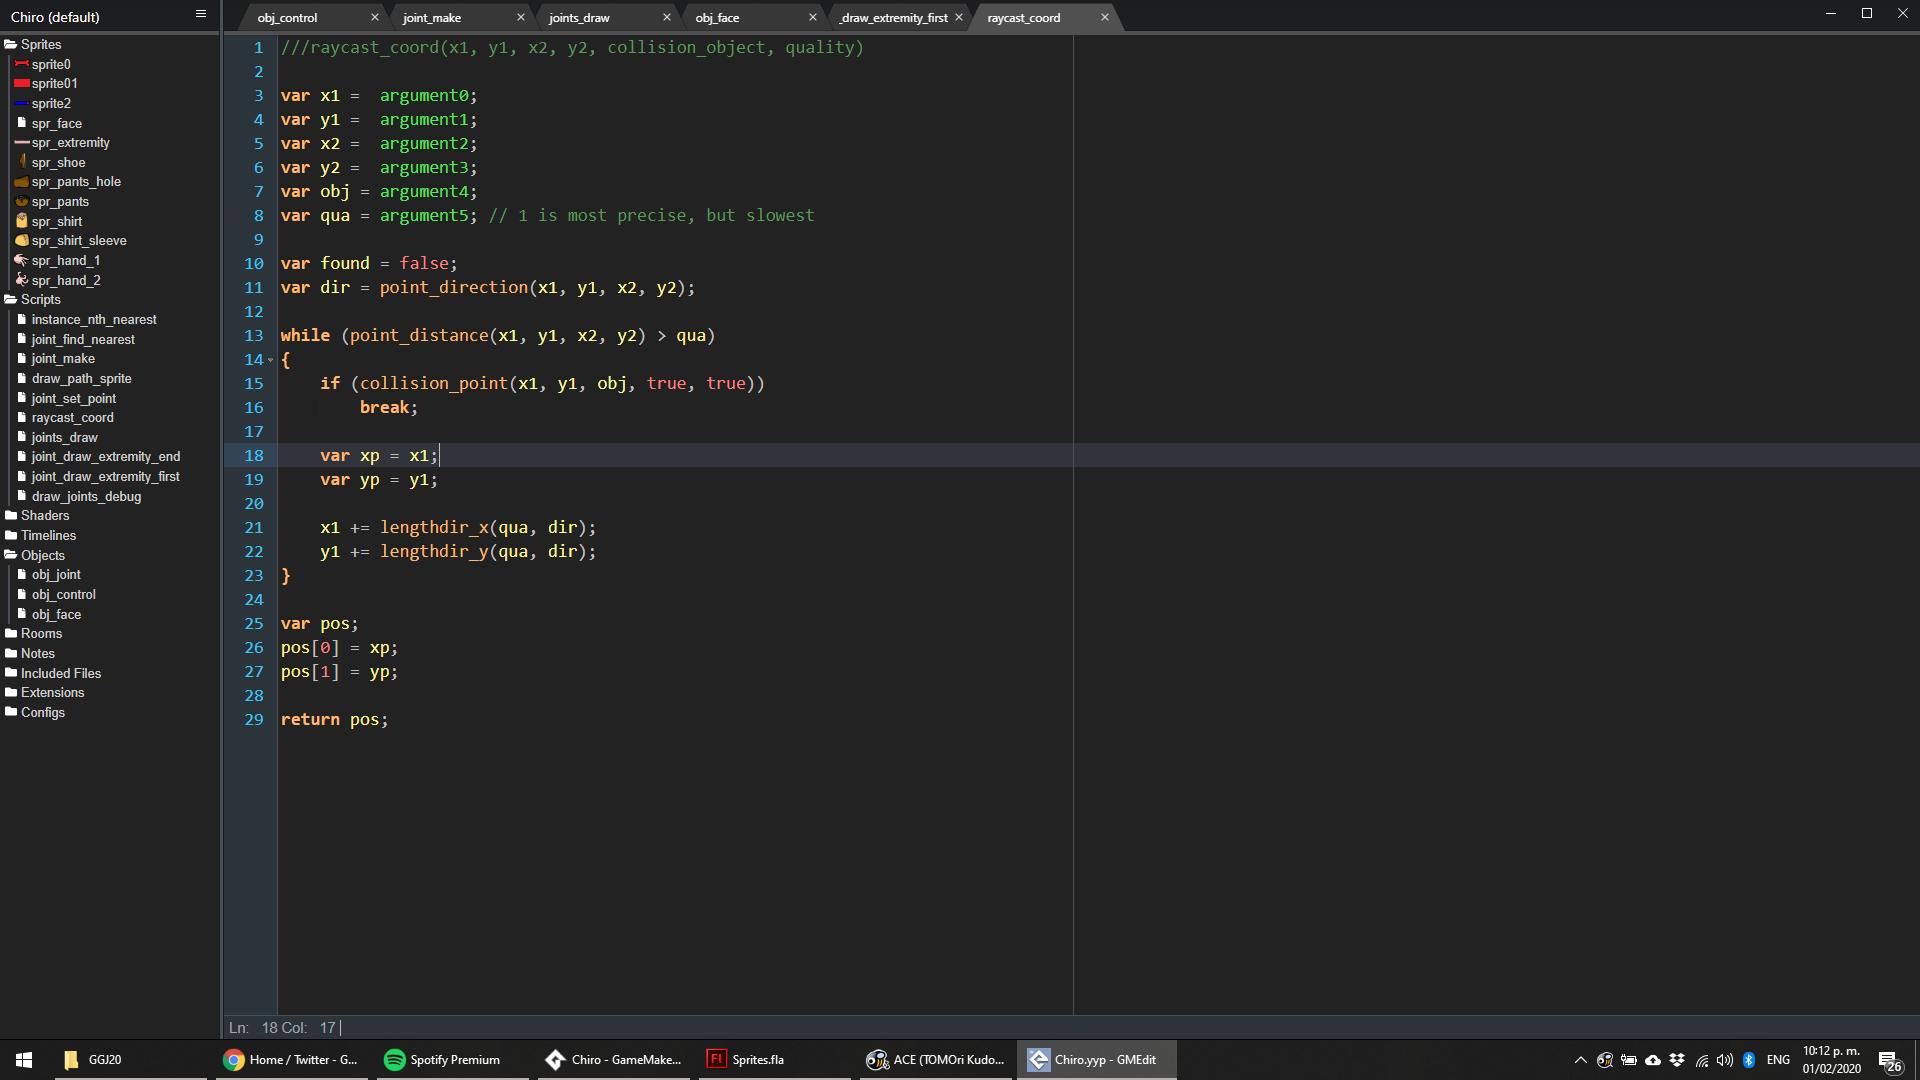 Chiro (default)
obj_control
joint_make
joints_draw
obj_face
_draw_extremity_first
raycast_coord
Sprites
sprite0
sprite01
sprite2
spr_face
spr_extremity
spr_shoe
spr_pants_hole
spr_pants
spr_shirt
spr_shirt_sleeve
spr_hand_1
spr_hand_2
Scripts
instance_nth_nearest
joint_find_nearest
joint_make
draw_path_sprite
joint_set_point
raycast_coord
joints_draw
joint_draw_extremity_end
joint_draw_extremity_first
draw_joints_debug
Shaders
Timelines
Objects
obj_joint
obj_control
obj_face
Rooms
Notes
Included Files
Extensions
Configs
1 ///raycast_coord(x1, y1, x2, y2, collision_object, quality)
2
3 var x1 =  argument0;
4 var y1 =  argument1;
5 var x2 =  argument2;
6 var y2 =  argument3;
7 var obj = argument4;
8 var qua = argument5; // 1 is most precise, but slowest
9
10 var found = false;
11 var dir = point_direction(x1, y1, x2, y2);
12
13 while (point_distance(x1, y1, x2, y2) > qua)
14 {
15     if (collision_point(x1, y1, obj, true, true))
16         break;
17
18     var xp = x1;
19     var yp = y1;
20
21     x1 += lengthdir_x(qua, dir);
22     y1 += lengthdir_y(qua, dir);
23 }
24
25 var pos;
26 pos[0] = xp;
27 pos[1] = yp;
28
29 return pos;
Ln: 18 Col: 17
GGJ20
Home / Twitter - G...
Spotify Premium
Chiro - GameMake...
Fl
Sprites.fla
ACE (TOMOri Kudo...
Chiro.yyp - GMEdit
ENG
10:12 p. m.
01/02/2020
26